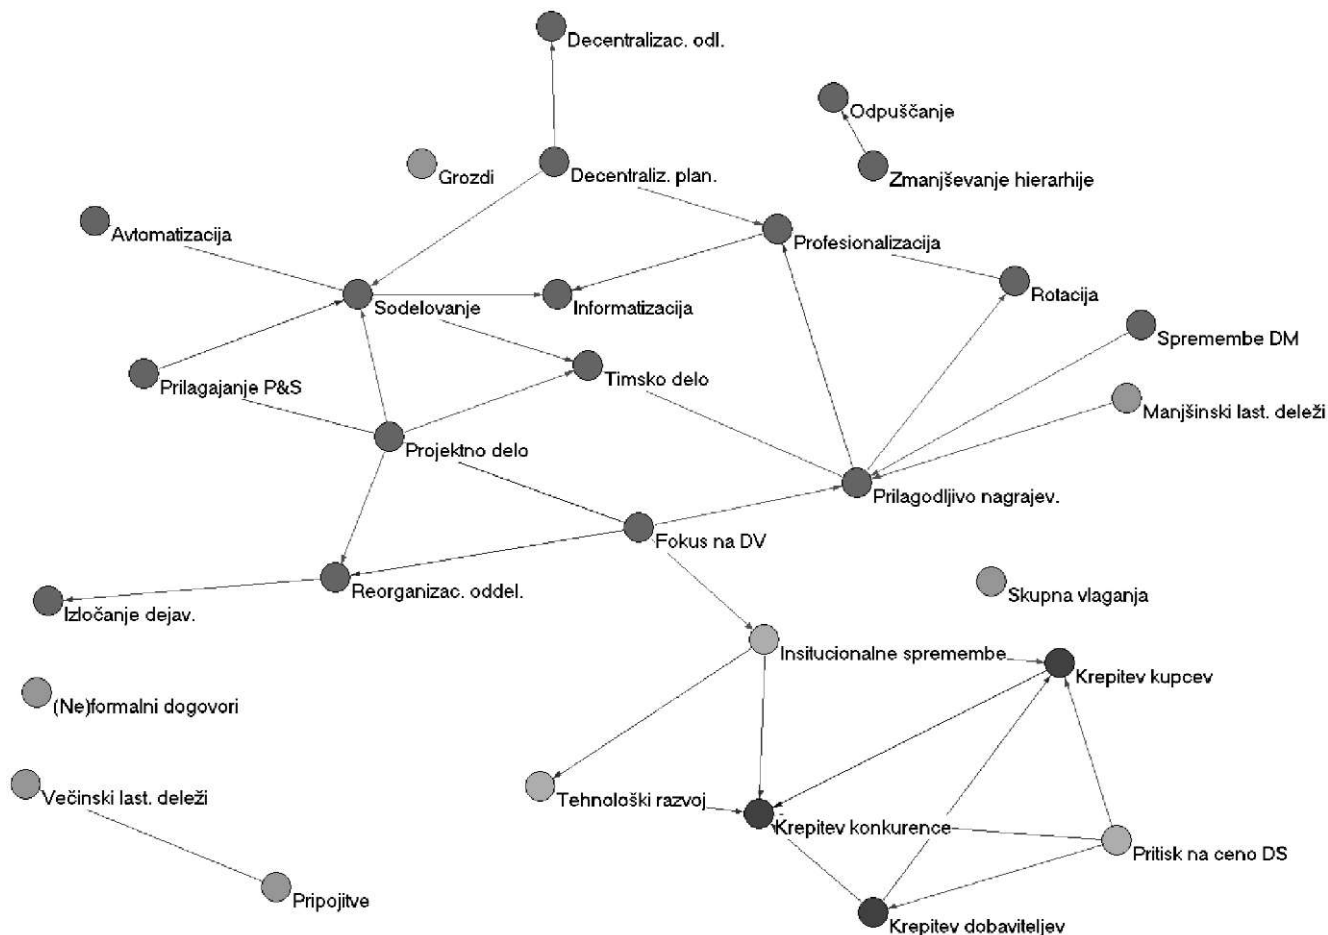 Decentralizac. odl.
Odpuščanje
Grozdi
Decentraliz. plan.
Zmanjševanje hierarhije
Avtomatizacija
Profesionalizacija
Sodelovanje
Informatizacija
Rotacija
Spremembe DM
Prilagajanje P&S
Timsko delo
Manjšinski last. deleži
Projektno delo
Prilagodljivo nagrajev.
Fokus na DV
Reorganizac. oddel.
Skupna vlaganja
Izločanje dejav.
Insitucionalne spremembe
Krepitev kupcev
(Ne)formalni dogovori
Večinski last. deleži
Tehnološki razvoj
Krepitev konkurence
Pritisk na ceno DS
Pripojitve
Krepitev dobaviteljev